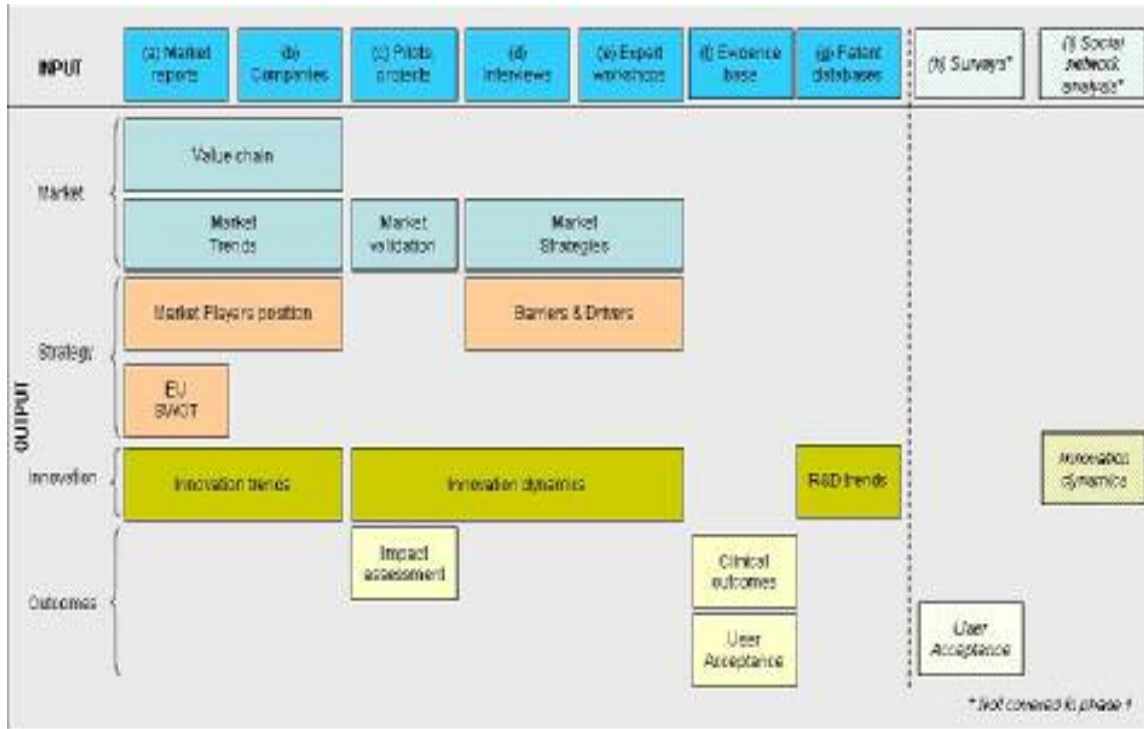 INPUT
(a) Market
reports
(b)
Companies
(c) Pilots,
projects
(d)
Interviews
(e) Expert
workshops
(f) Evidence
base
(g) Patent
databases
(h) Surveys*
(i) Social
network
analysis*
OUTPUT
Market
Value chain
Market
Trends
Market
validation
Market
Strategies
Strategy
Market Players position
Barriers & Drivers
EU
SWOT
Innovation
Innovation trends
Innovation dynamics
R&D trends
Innovation
dynamics
Outcomes
Impact
assessment
Clinical
outcomes
User
Acceptance
User
Acceptance
* Not covered in phase 1